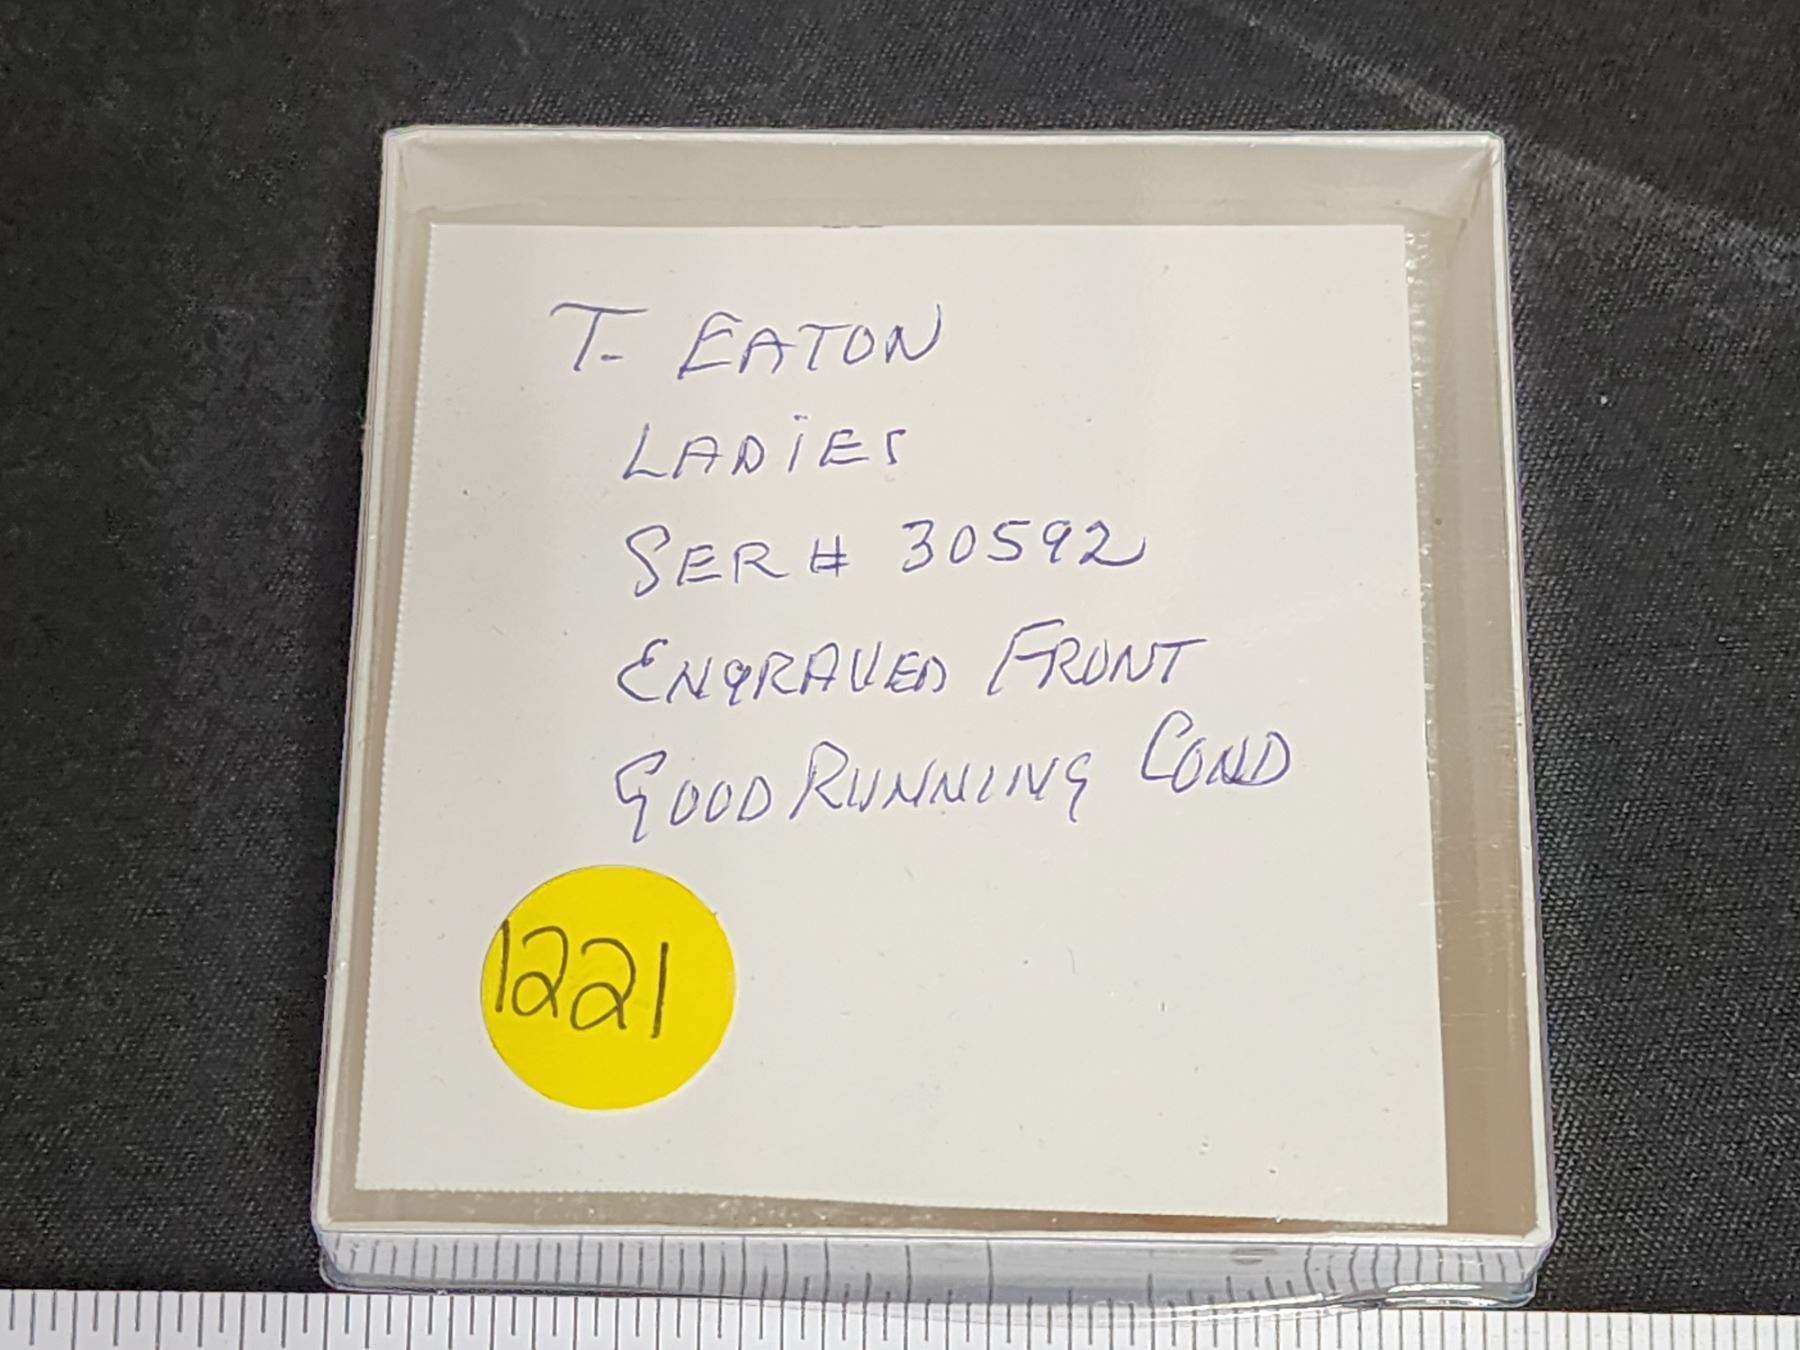 T. EATON
LADIES
SER # 30592
ENGRAVED FRONT
GOOD RUNNING COND
1221